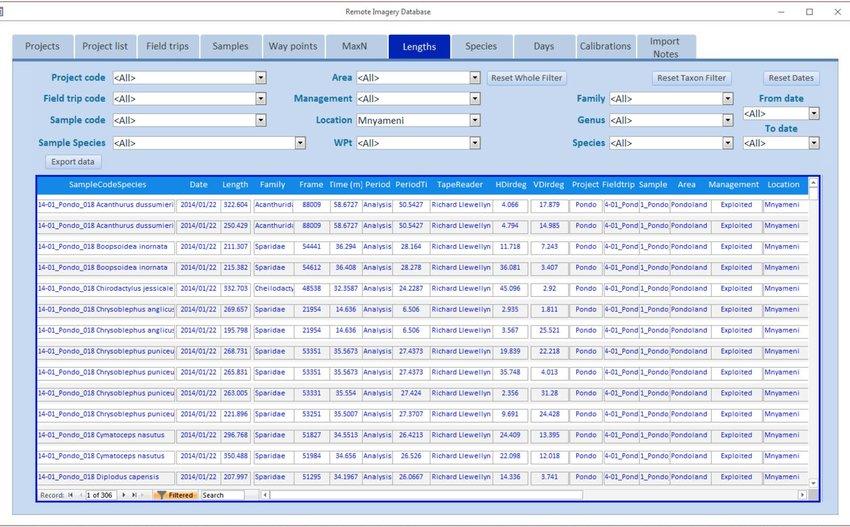 Remote Imagery Database
Projects Project list Field trips Samples Way points MaxN Lengths Species Days Calibrations Import Notes
Project code <All> Area <All> Reset Whole Filter Reset Taxon Filter Reset Dates
Field trip code <All> Management <All> Family <All> From date
Sample code <All> Location Mnyameni Genus <All> <All>
To date
Sample Species <All> WPt <All> Species <All> <All>
Export data
SampleCodeSpecies Date Length Family Frame Time (m) Period PeriodTi TapeReader HDirdeg VDirdeg Project Fieldtrip Sample Area Management Location
14-01_Pondo_018 Acanthurus dussumieri 2014/01/22 322.604 Acanthurida 88009 58.6727 Analysis 50.5427 Richard Llewellyn 4.066 17.879 Pondo 4-01_Pond 1_Pondo_ Pondoland Exploited Mnyameni
14-01_Pondo_018 Acanthurus dussumieri 2014/01/22 250.429 Acanthurida 88009 58.6727 Analysis 50.5427 Richard Llewellyn 4.794 14.985 Pondo 4-01_Pond 1_Pondo_ Pondoland Exploited Mnyameni
14-01_Pondo_018 Boopsoidea inornata 2014/01/22 211.307 Sparidae 54441 36.294 Analysis 28.164 Richard Llewellyn 11.718 7.243 Pondo 4-01_Pond 1_Pondo_ Pondoland Exploited Mnyameni
14-01_Pondo_018 Boopsoidea inornata 2014/01/22 215.382 Sparidae 54612 36.408 Analysis 28.278 Richard Llewellyn 36.081 3.407 Pondo 4-01_Pond 1_Pondo_ Pondoland Exploited Mnyameni
14-01_Pondo_018 Chirodactylus jessicale 2014/01/22 332.703 Cheilodacty 48538 32.3587 Analysis 24.2287 Richard Llewellyn 45.096 2.92 Pondo 4-01_Pond 1_Pondo_ Pondoland Exploited Mnyameni
14-01_Pondo_018 Chrysoblephus anglicus 2014/01/22 269.657 Sparidae 21954 14.636 Analysis 6.506 Richard Llewellyn 2.935 1.811 Pondo 4-01_Pond 1_Pondo_ Pondoland Exploited Mnyameni
14-01_Pondo_018 Chrysoblephus anglicus 2014/01/22 195.798 Sparidae 21954 14.636 Analysis 6.506 Richard Llewellyn 3.567 25.521 Pondo 4-01_Pond 1_Pondo_ Pondoland Exploited Mnyameni
14-01_Pondo_018 Chrysoblephus puniceu 2014/01/22 268.731 Sparidae 53351 35.5673 Analysis 27.4373 Richard Llewellyn 19.839 22.218 Pondo 4-01_Pond 1_Pondo_ Pondoland Exploited Mnyameni
14-01_Pondo_018 Chrysoblephus puniceu 2014/01/22 265.831 Sparidae 53351 35.5673 Analysis 27.4373 Richard Llewellyn 35.748 4.013 Pondo 4-01_Pond 1_Pondo_ Pondoland Exploited Mnyameni
14-01_Pondo_018 Chrysoblephus puniceu 2014/01/22 263.005 Sparidae 53331 35.554 Analysis 27.424 Richard Llewellyn 2.356 31.28 Pondo 4-01_Pond 1_Pondo_ Pondoland Exploited Mnyameni
14-01_Pondo_018 Chrysoblephus puniceu 2014/01/22 221.896 Sparidae 53251 35.5007 Analysis 27.3707 Richard Llewellyn 9.691 24.428 Pondo 4-01_Pond 1_Pondo_ Pondoland Exploited Mnyameni
14-01_Pondo_018 Cymatoceps nasutus 2014/01/22 296.768 Sparidae 51827 34.5513 Analysis 26.4213 Richard Llewellyn 24.409 13.395 Pondo 4-01_Pond 1_Pondo_ Pondoland Exploited Mnyameni
14-01_Pondo_018 Cymatoceps nasutus 2014/01/22 350.488 Sparidae 51984 34.656 Analysis 26.526 Richard Llewellyn 22.098 12.018 Pondo 4-01_Pond 1_Pondo_ Pondoland Exploited Mnyameni
14-01_Pondo_018 Diplodus capensis 2014/01/22 207.997 Sparidae 51295 34.1967 Analysis 26.0667 Richard Llewellyn 14.336 3.741 Pondo 4-01_Pond 1_Pondo_ Pondoland Exploited Mnyameni
Record: 1 of 306 Filtered Search